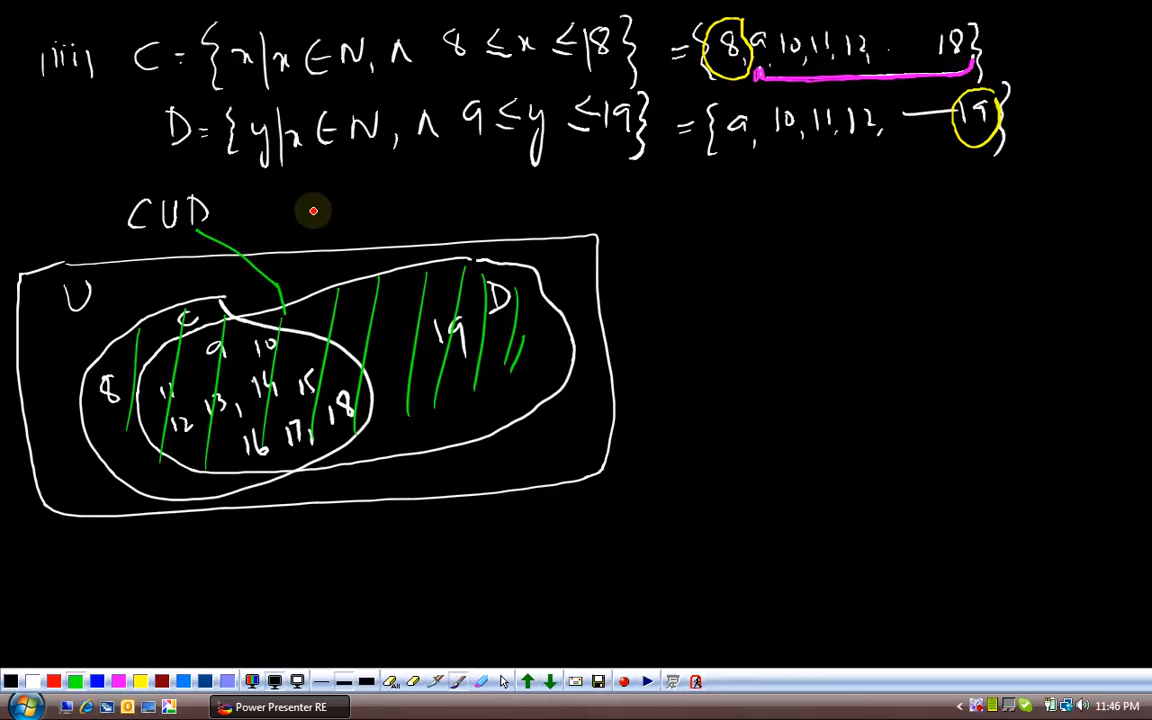 iiii) C = {x|x ∈ N, ∧ 8 ≤ x ≤ 18} = {8, 9, 10, 11, 12, . . 18}
D = {y|x ∈ N, ∧ 9 ≤ y ≤ 19} = {9, 10, 11, 12, — 19}
C U D
U
C
D
9 10
19
8
11 14 15
12 13, 18
16 17,
Power Presenter RE
11:46 PM